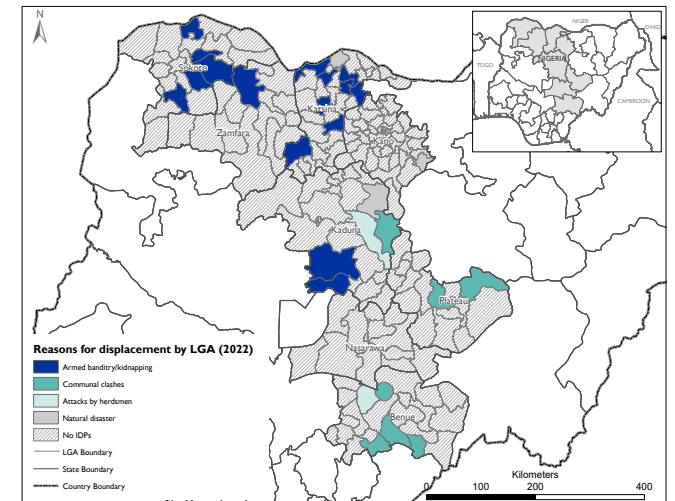 N
NIGER
CHAD
TOGO
NIGERIA
CAMEROON
Sokoto
Katsina
Zamfara
Kano
Kaduna
Plateau
Nasarawa
Benue
Reasons for displacement by LGA (2022)
Armed banditry/kidnapping
Communal clashes
Attacks by herdsmen
Natural disaster
No IDPs
LGA Boundary
State Boundary
Country Boundary
Kilometers
0 100 200 400